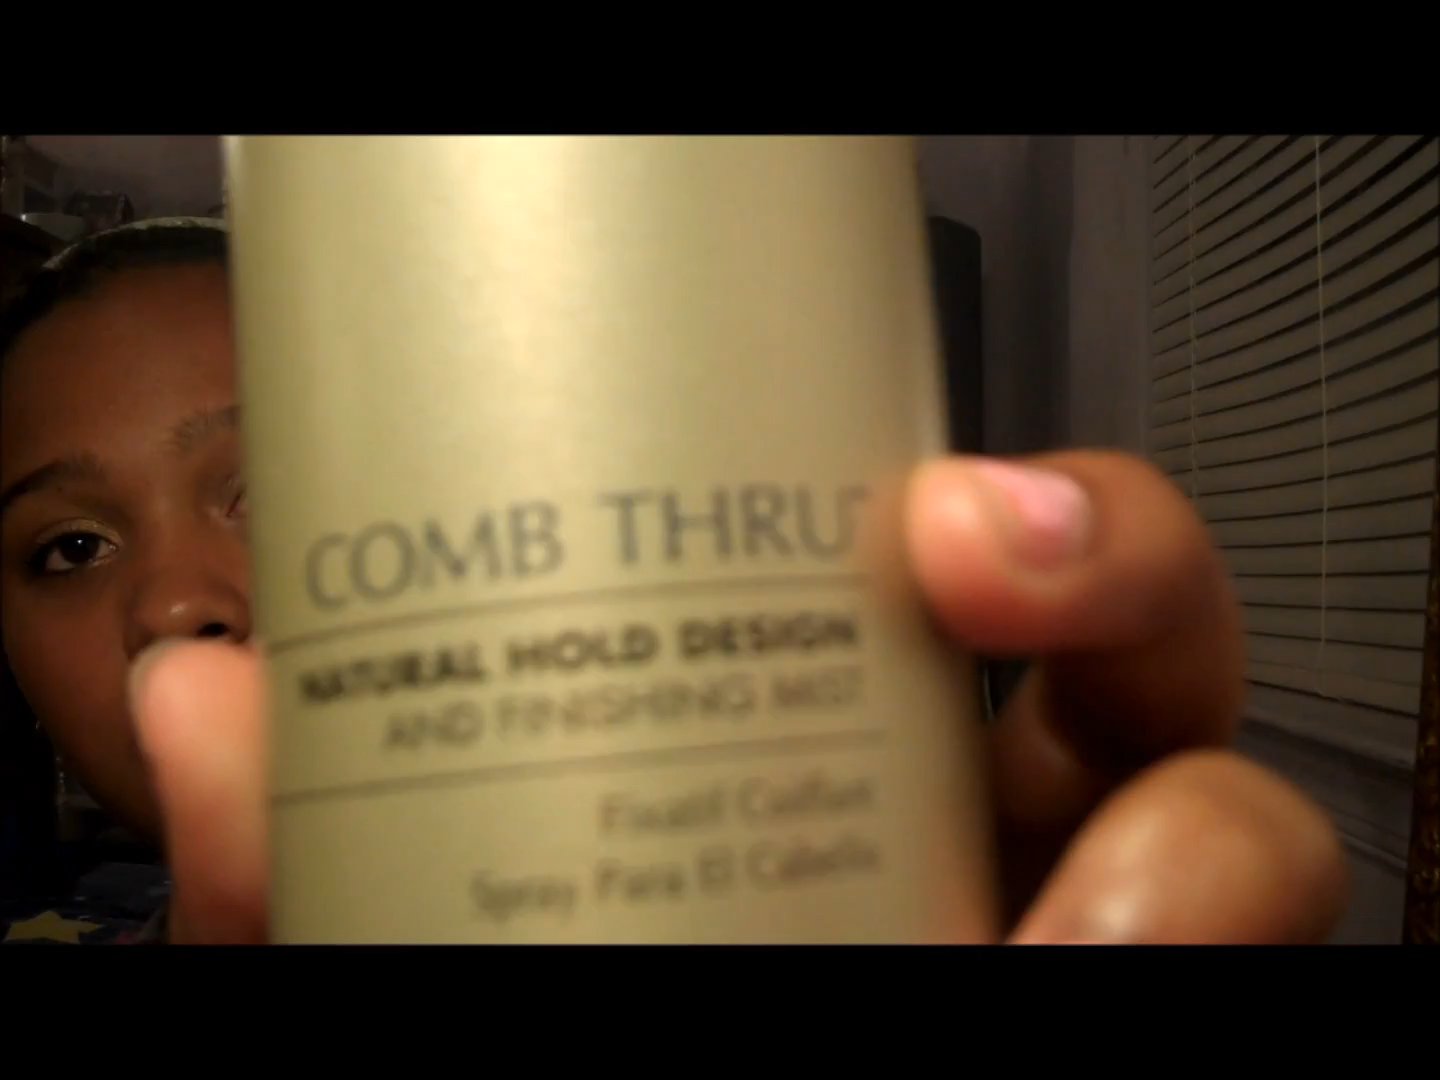 COMB THRU
NATURAL HOLD DESIGN
AND FINISHING MIST
Fixatif Coiffant
Spray Para El Cabello